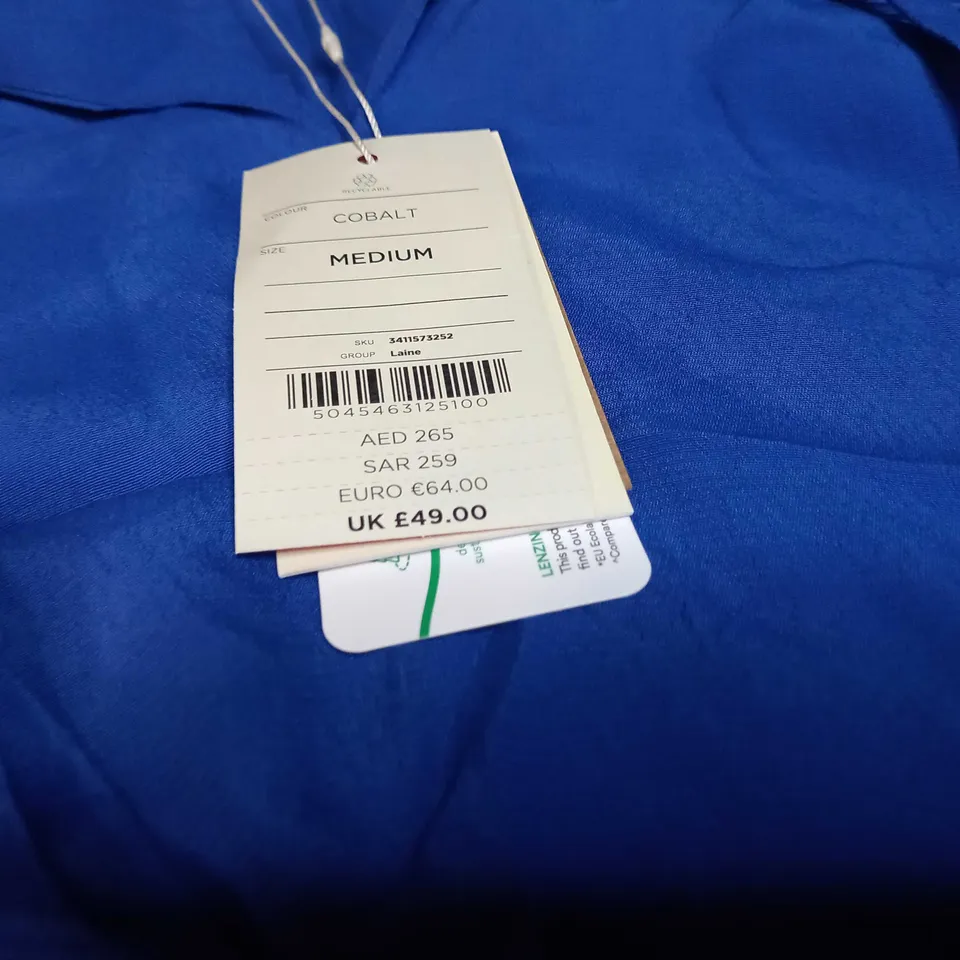 RECYCLABLE
COLOUR COBALT
SIZE MEDIUM
SKU 3411573252
GROUP Laine
5045463125100
AED 265
SAR 259
EURO €64.00
UK £49.00
LENZIN
This prod
find out
*EU Ecola
^Compar